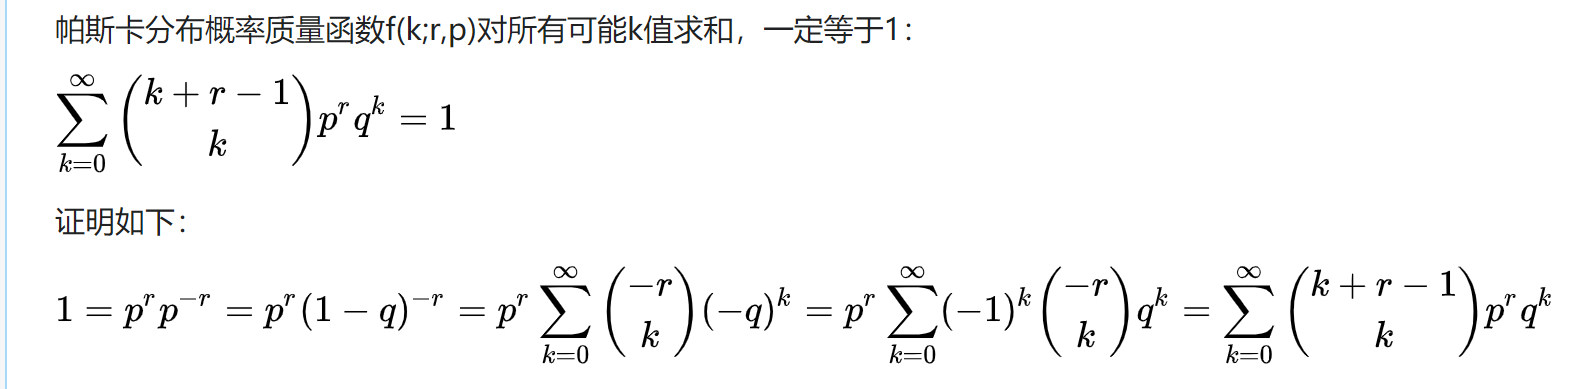 帕斯卡分布概率质量函数f(k;r,p)对所有可能k值求和，一定等于1：
$\sum_{k=0}^{\infty} \binom{k+r-1}{k} p^r q^k = 1$
证明如下：
$1 = p^r p^{-r} = p^r (1-q)^{-r} = p^r \sum_{k=0}^{\infty} \binom{-r}{k} (-q)^k = p^r \sum_{k=0}^{\infty} (-1)^k \binom{-r}{k} q^k = \sum_{k=0}^{\infty} \binom{k+r-1}{k} p^r q^k$